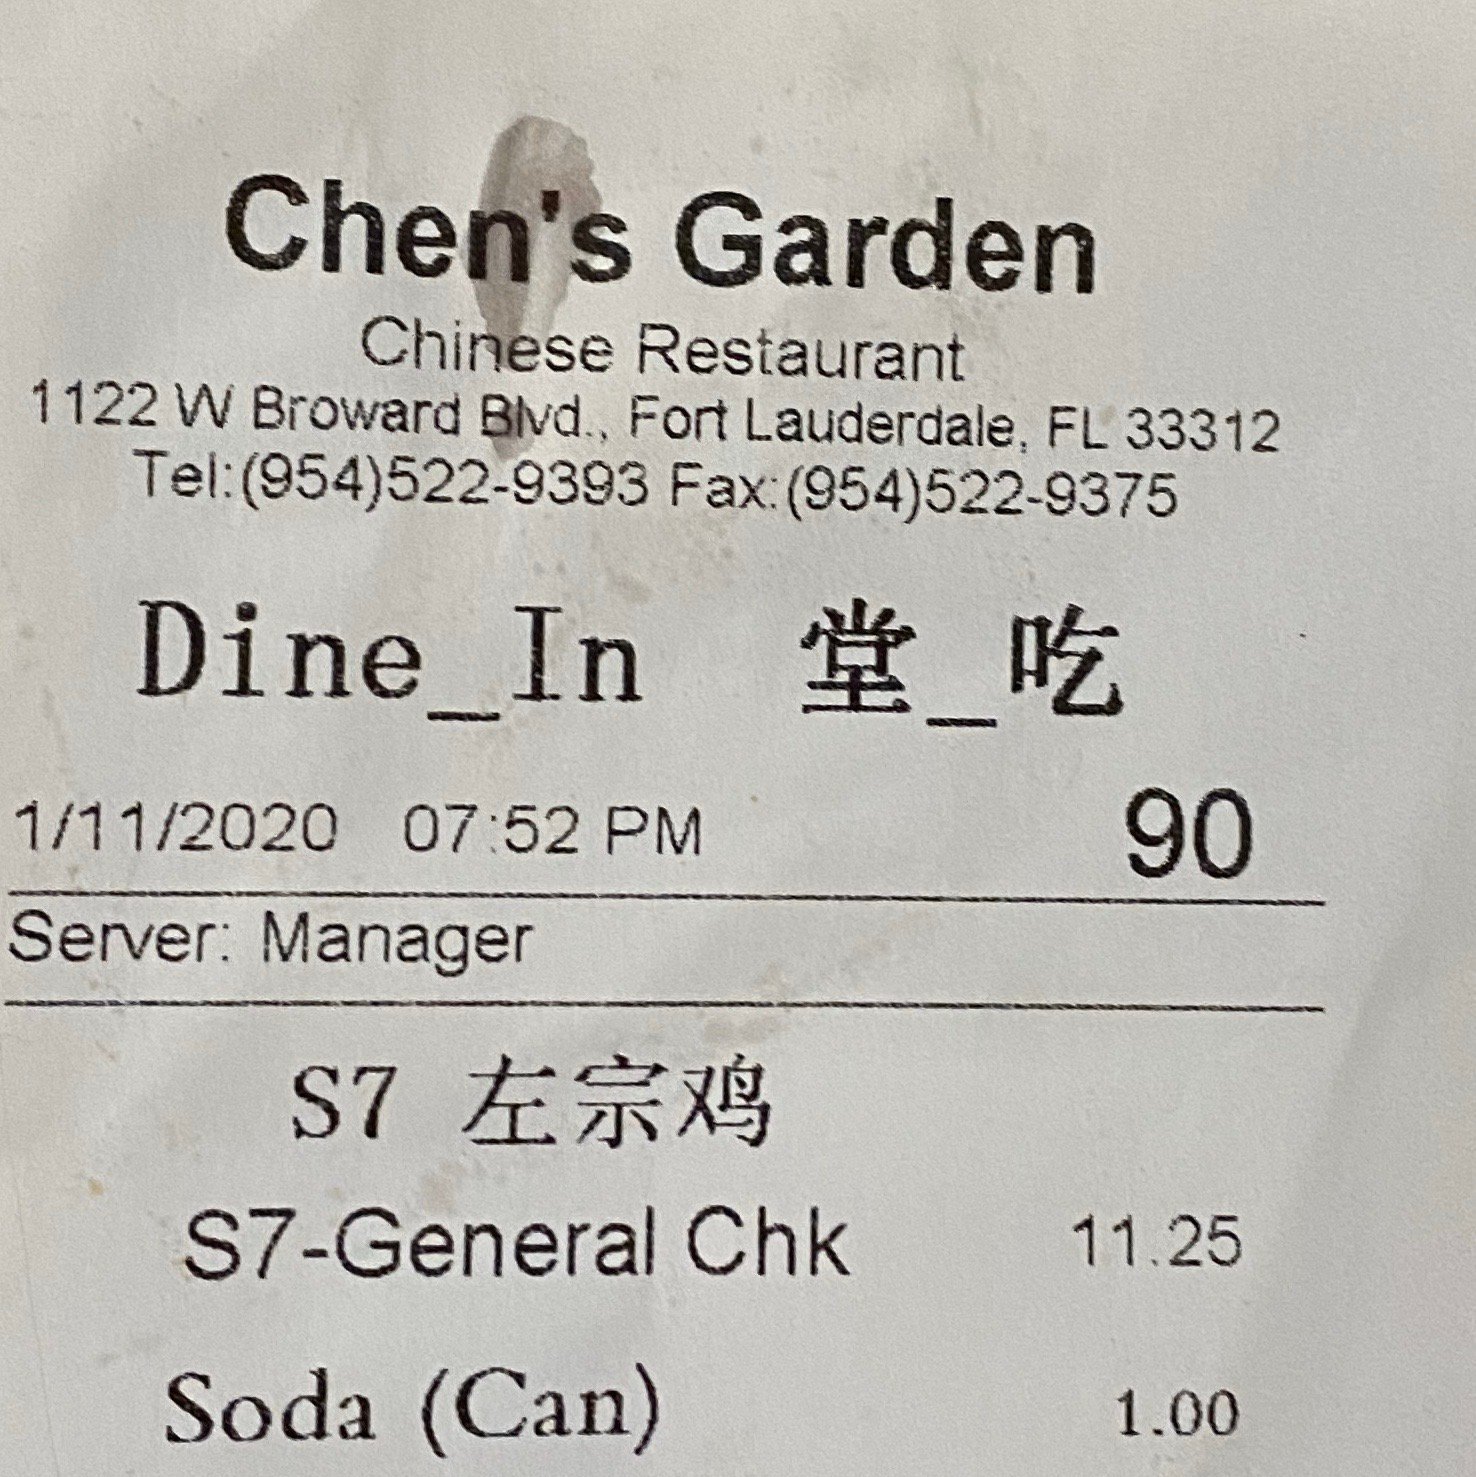 Chen's Garden
Chinese Restaurant
1122 W Broward Blvd., Fort Lauderdale, FL 33312
Tel:(954)522-9393 Fax:(954)522-9375
Dine_In 堂_吃
1/11/2020 07:52 PM 90
Server: Manager
S7 左宗鸡
S7-General Chk 11.25
Soda (Can) 1.00